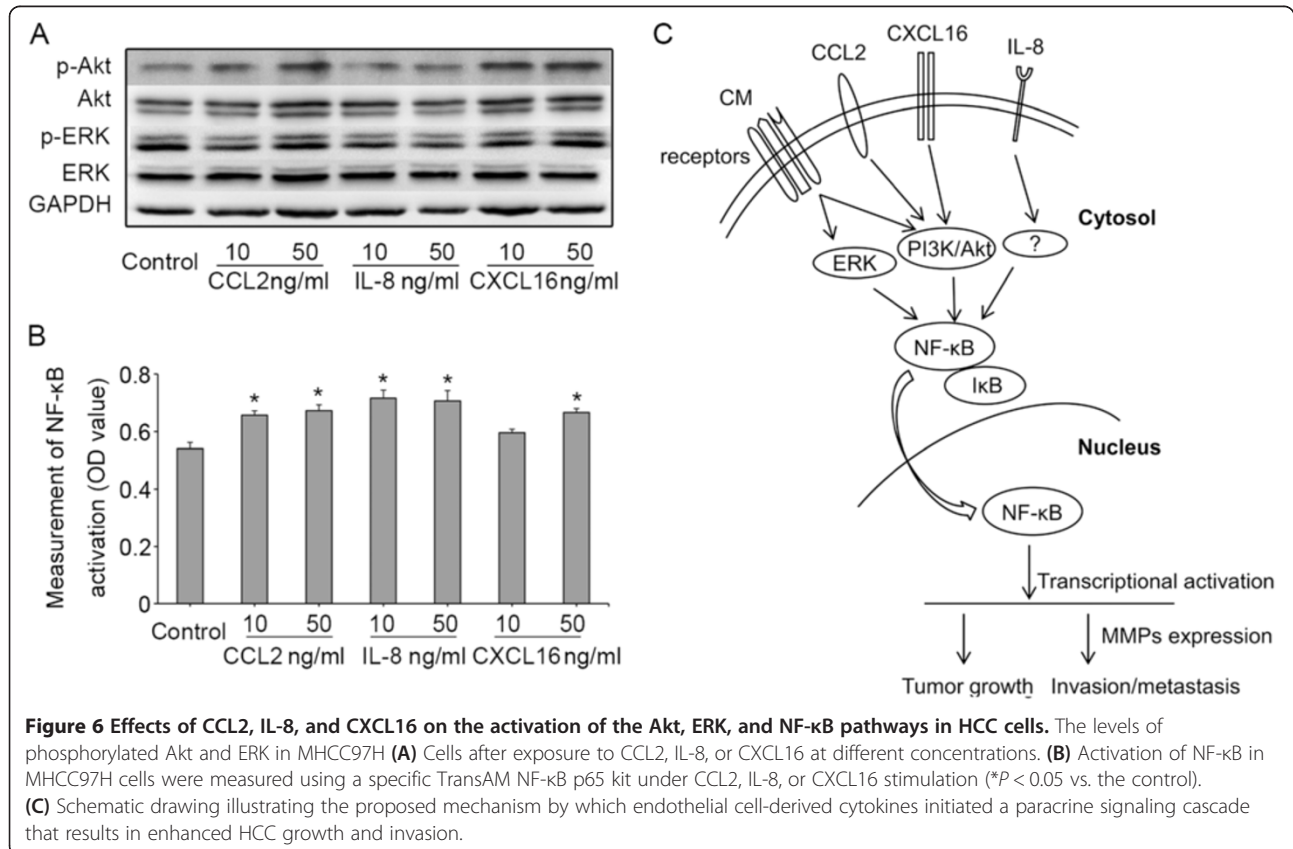 A
p-Akt
Akt
p-ERK
ERK
GAPDH
Control
10 50 10 50 10 50
CCL2ng/ml IL-8 ng/ml CXCL16ng/ml
B
Measurement of NF-κB
activation (OD value)
0.8
0.6
0.4
0.2
0
* * * * *
Control
10 50 10 50 10 50
CCL2 ng/ml IL-8 ng/ml CXCL16ng/ml
C
CXCL16
CCL2
IL-8
CM
receptors
Cytosol
ERK
PI3K/Akt
?
NF-κB
IκB
Nucleus
NF-κB
Transcriptional activation
MMPs expression
Tumor growth Invasion/metastasis
Figure 6 Effects of CCL2, IL-8, and CXCL16 on the activation of the Akt, ERK, and NF-κB pathways in HCC cells. The levels of
phosphorylated Akt and ERK in MHCC97H (A) Cells after exposure to CCL2, IL-8, or CXCL16 at different concentrations. (B) Activation of NF-κB in
MHCC97H cells were measured using a specific TransAM NF-κB p65 kit under CCL2, IL-8, or CXCL16 stimulation (*P < 0.05 vs. the control).
(C) Schematic drawing illustrating the proposed mechanism by which endothelial cell-derived cytokines initiated a paracrine signaling cascade
that results in enhanced HCC growth and invasion.